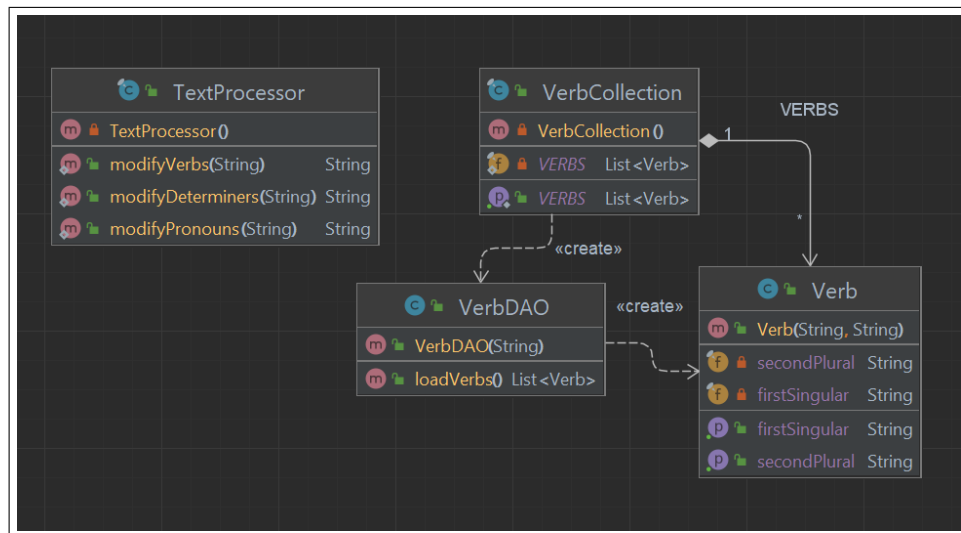 TextProcessor
TextProcessor()
modifyVerbs(String) String
modifyDeterminers(String) String
modifyPronouns(String) String
VerbCollection
VerbCollection()
VERBS List<Verb>
VERBS List<Verb>
VERBS
1
*
«create»
VerbDAO
VerbDAO(String)
loadVerbs() List<Verb>
«create»
Verb
Verb(String, String)
secondPlural String
firstSingular String
firstSingular String
secondPlural String